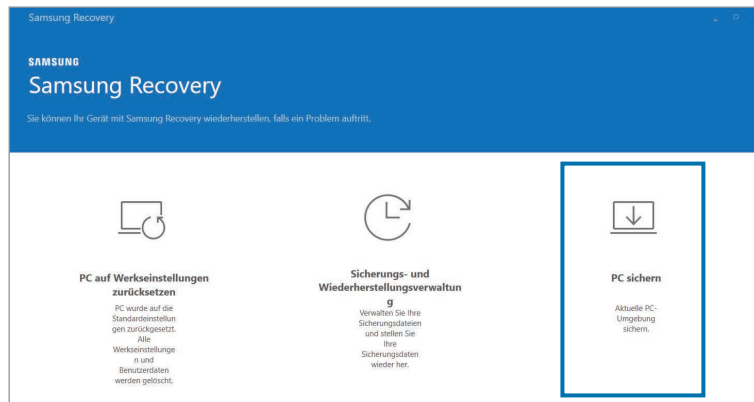 Samsung Recovery
SAMSUNG
Samsung Recovery
Sie können Ihr Gerät mit Samsung Recovery wiederherstellen, falls ein Problem auftritt.
PC auf Werkseinstellungen
zurücksetzen
PC wurde auf die
Standardeinstellun
gen zurückgesetzt.
Alle
Werkseinstellunge
n und
Benutzerdaten
werden gelöscht.
Sicherungs- und
Wiederherstellungsverwaltun
g
Verwalten Sie Ihre
Sicherungsdateien
und stellen Sie
Ihre
Sicherungsdaten
wieder her.
PC sichern
Aktuelle PC-
Umgebung
sichern.